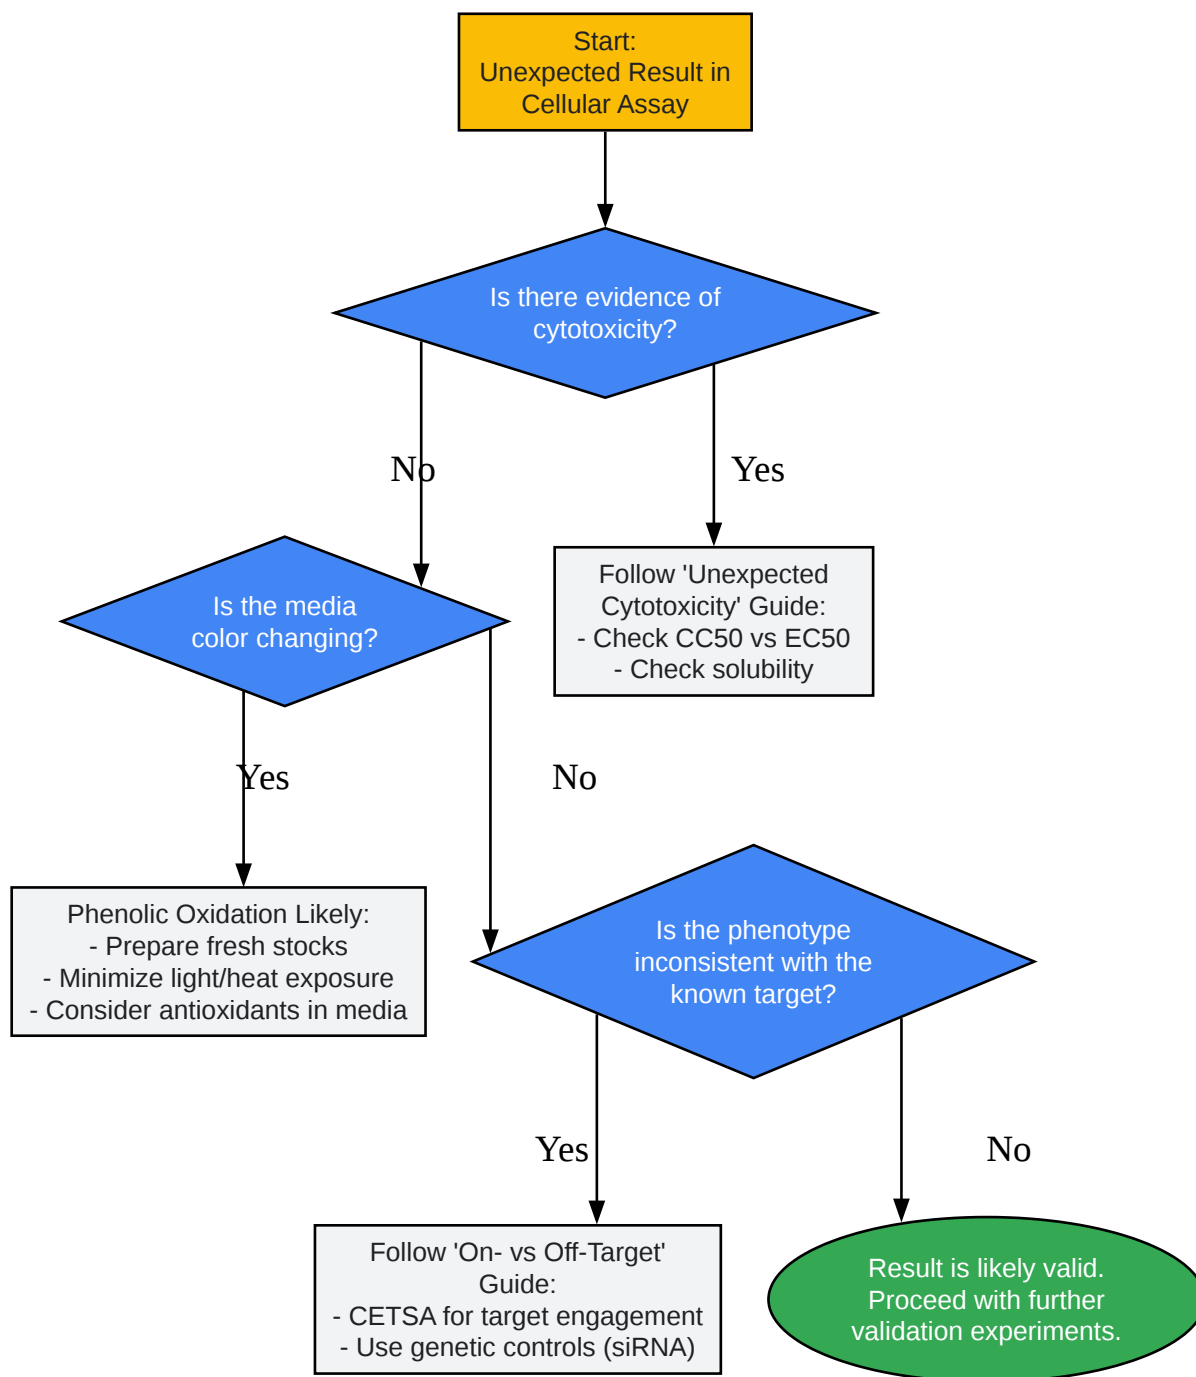 Start:
Unexpected Result in
Cellular Assay
Is there evidence of
cytotoxicity?
No
Yes
Is the media
color changing?
Follow 'Unexpected
Cytotoxicity' Guide:
- Check CC50 vs EC50
- Check solubility
Yes
No
Phenolic Oxidation Likely:
- Prepare fresh stocks
- Minimize light/heat exposure
- Consider antioxidants in media
Is the phenotype
inconsistent with the
known target?
Yes
No
Follow 'On- vs Off-Target'
Guide:
- CETSA for target engagement
- Use genetic controls (siRNA)
Result is likely valid.
Proceed with further
validation experiments.